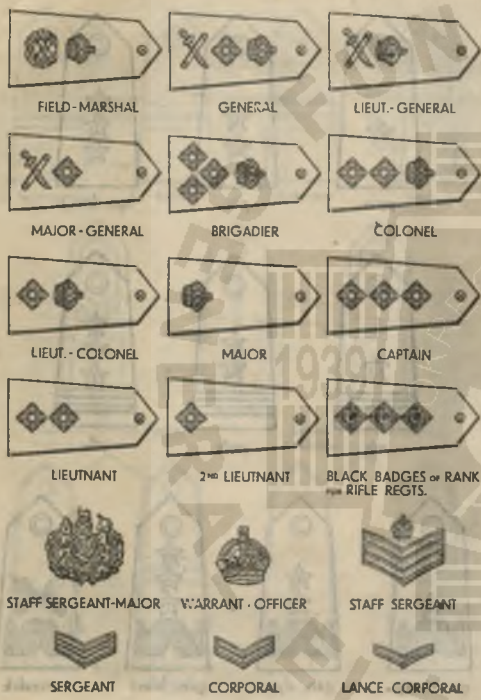 FIELD-MARSHAL
GENERAL
LIEUT.-GENERAL
MAJOR-GENERAL
BRIGADIER
COLONEL
LIEUT.-COLONEL
MAJOR
CAPTAIN
LIEUTNANT
2ND LIEUTNANT
BLACK BADGES OF RANK
FOR RIFLE REGTS.
STAFF SERGEANT-MAJOR
WARRANT-OFFICER
STAFF SERGEANT
SERGEANT
CORPORAL
LANCE CORPORAL
1939